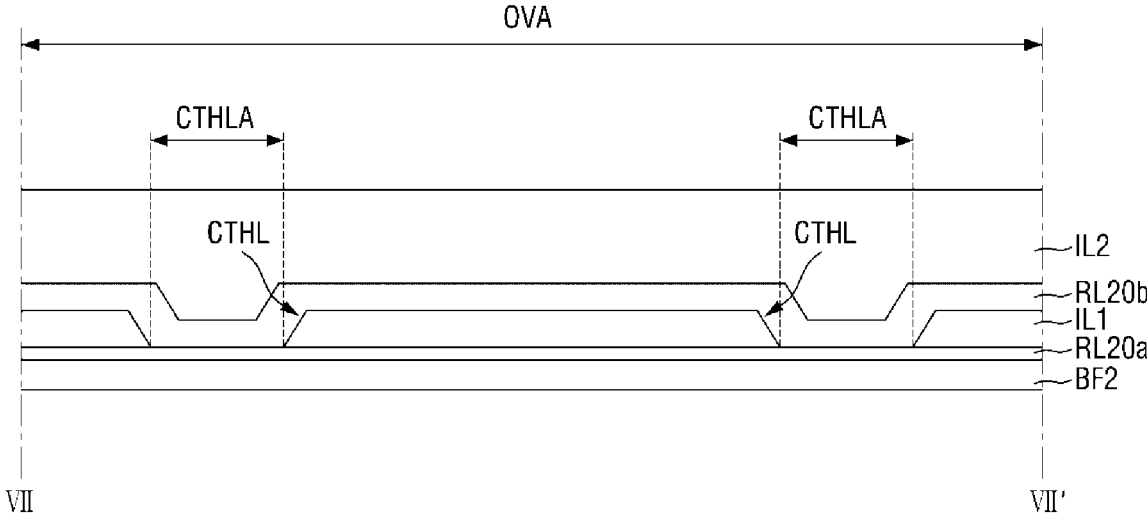 OVA
CTHLA CTHLA
CTHL CTHL
IL2
RL20b
IL1
RL20a
BF2
Ⅶ Ⅶ'